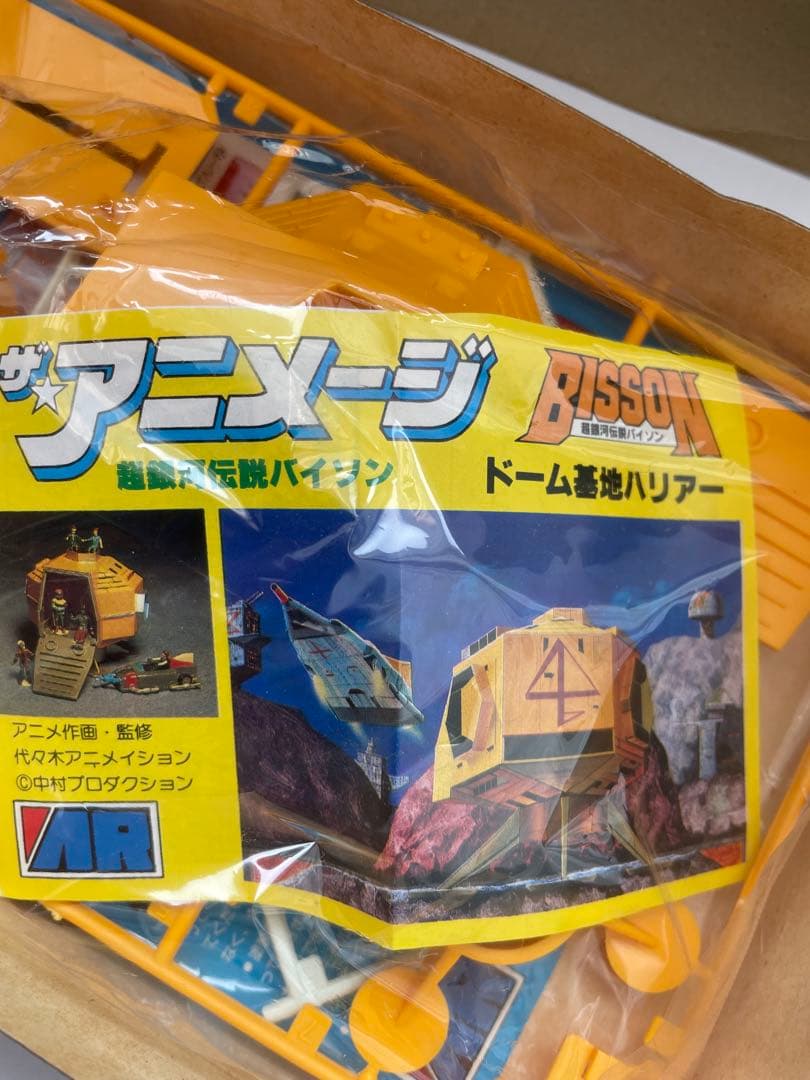 ザ☆アニメージ
超銀河伝説バイソン
BISSON
超銀河伝説バイソン
ドーム基地ハリアー
アニメ作画・監修
代々木アニメイション
©中村プロダクション
AR